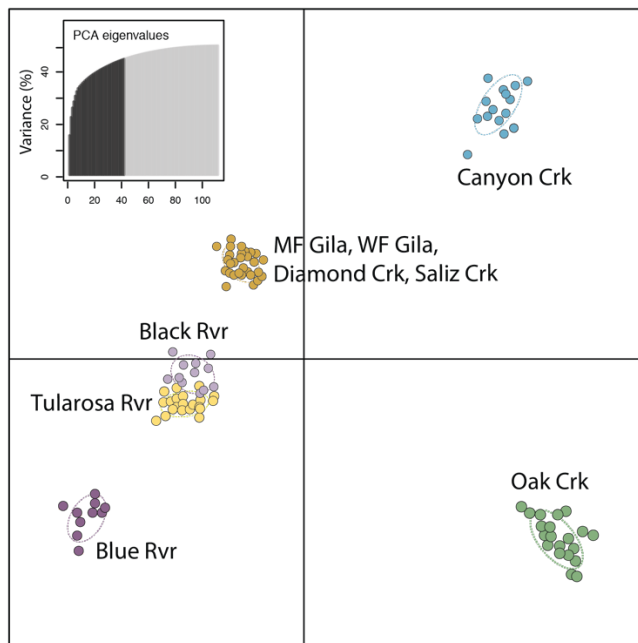 PCA eigenvalues
Variance (%)
40
20
0
0 20 40 60 80 100
Canyon Crk
MF Gila, WF Gila,
Diamond Crk, Saliz Crk
Black Rvr
Tularosa Rvr
Oak Crk
Blue Rvr